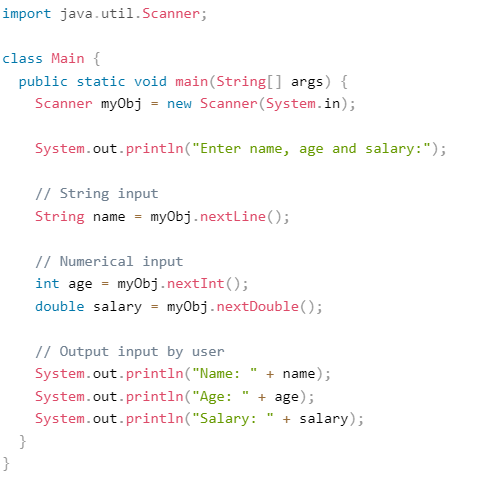 import java.util.Scanner;

class Main {
  public static void main(String[] args) {
    Scanner myObj = new Scanner(System.in);

    System.out.println("Enter name, age and salary:");

    // String input
    String name = myObj.nextLine();

    // Numerical input
    int age = myObj.nextInt();
    double salary = myObj.nextDouble();

    // Output input by user
    System.out.println("Name: " + name);
    System.out.println("Age: " + age);
    System.out.println("Salary: " + salary);
  }
}